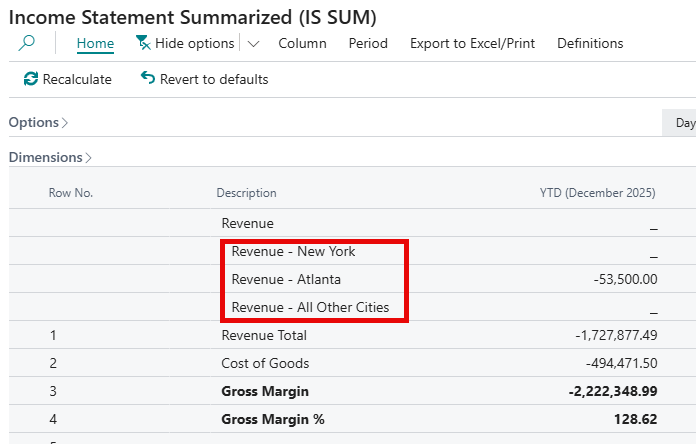 Income Statement Summarized (IS SUM)
Home Hide options Column Period Export to Excel/Print Definitions
Recalculate Revert to defaults
Options
Day
Dimensions
Row No. Description YTD (December 2025)
Revenue _
Revenue - New York _
Revenue - Atlanta -53,500.00
Revenue - All Other Cities _
1 Revenue Total -1,727,877.49
2 Cost of Goods -494,471.50
3 Gross Margin -2,222,348.99
4 Gross Margin % 128.62